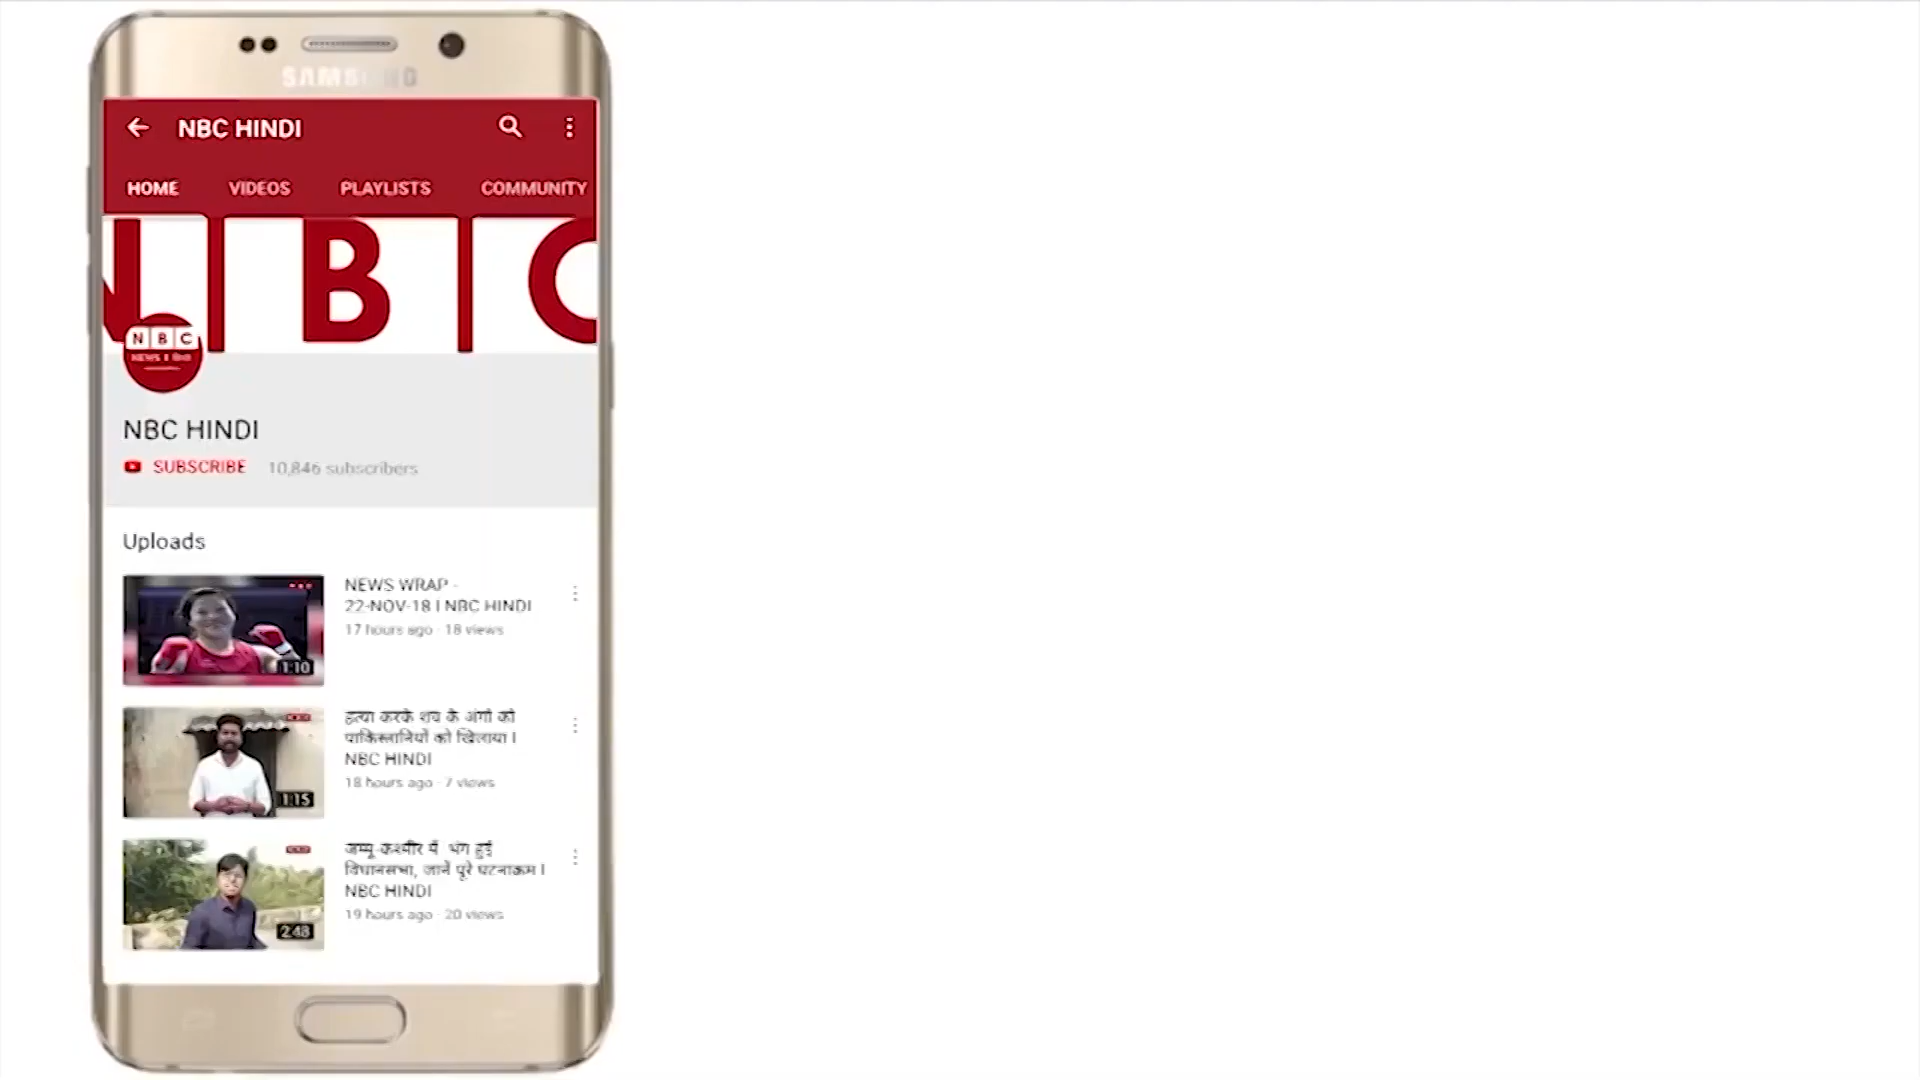 SAMSUNG
NBC HINDI
HOME VIDEOS PLAYLISTS COMMUNITY
N B C
N B C
NEWS I हिन्दी
NBC HINDI
SUBSCRIBE 10,846 subscribers
Uploads
NEWS WRAP -
22-NOV-18 I NBC HINDI
17 hours ago · 18 views
1:10
हत्या करके शव के अंगों को
पाकिस्तानियों को खिलाया I
NBC HINDI
18 hours ago · 7 views
1:15
जम्मू-कश्मीर में भंग हुई
विधानसभा, जानें पूरे घटनाक्रम I
NBC HINDI
19 hours ago · 20 views
2:48